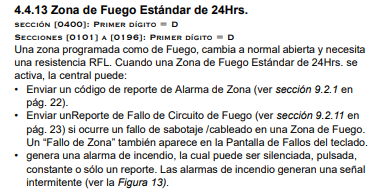 4.4.13 Zona de Fuego Estándar de 24Hrs.
SECCIÓN [0400]: PRIMER DÍGITO = D
SECCIONES [0101] A [0196]: PRIMER DÍGITO = D
Una zona programada como de Fuego, cambia a normal abierta y necesita
una resistencia RFL. Cuando una Zona de Fuego Estándar de 24Hrs. se
activa, la central puede:
• Enviar un código de reporte de Alarma de Zona (ver sección 9.2.1 en
pág. 22).
• Enviar unReporte de Fallo de Circuito de Fuego (ver sección 9.2.11 en
pág. 23) si ocurre un fallo de sabotaje /cableado en una Zona de Fuego.
Un “Fallo de Zona” también aparece en la Pantalla de Fallos del teclado.
• genera una alarma de incendio, la cual puede ser silenciada, pulsada,
constante o sólo un reporte. Las alarmas de incendio generan una señal
intermitente (ver la Figura 13).